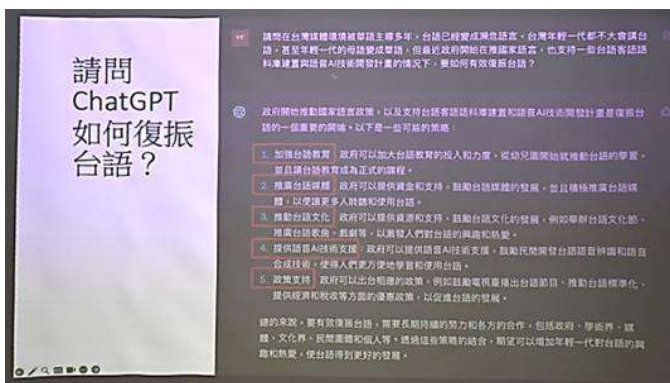 請問
ChatGPT
如何復振
台語？
YF
請問在台灣媒體環境被華語主導多年，台語已經變成瀕危語言，台灣年輕一代都不大會講台
語，甚至年輕一代的母語變成華語，但最近政府開始在推國家語言，也支持一些台語客語語
料庫建置與語音AI技術開發計畫的情況下，要如何有效復振台語？
政府開始推動國家語言政策，以及支持台語客語語料庫建置和語音AI技術開發計畫是復振台
語的一個重要的開端。以下是一些可能的策略：
1. 加強台語教育：政府可以加大台語教育的投入和力度，從幼兒園開始就推動台語的學習，
並且讓台語教育成為正式的課程。
2. 推廣台語媒體：政府可以提供資金和支持，鼓勵台語媒體的發展，並且積極推廣台語媒
體，以便讓更多人聆聽和使用台語。
3. 推動台語文化：政府可以提供資源和支持，鼓勵台語文化的發展，例如舉辦台語文化節、
推廣台語歌曲、戲劇等，以激發人們對台語的興趣和熱愛。
4. 提供語音AI技術支援：政府可以提供語音AI技術支援，鼓勵民間開發台語語音辨識和語音
合成技術，使得人們更方便地學習和使用台語。
5. 政策支持：政府可以出台相應的政策，例如鼓勵電視臺播出台語節目、推動台語標準化、
提供經濟和稅收等方面的優惠政策，以促進台語的發展。
總的來說，要有效復振台語，需要長期持續的努力和各方的合作，包括政府、學術界、媒
體、文化界、民間團體和個人等。透過這些策略的結合，期望可以增加年輕一代對台語的興
趣和熱愛，使台語得到更好的發展。